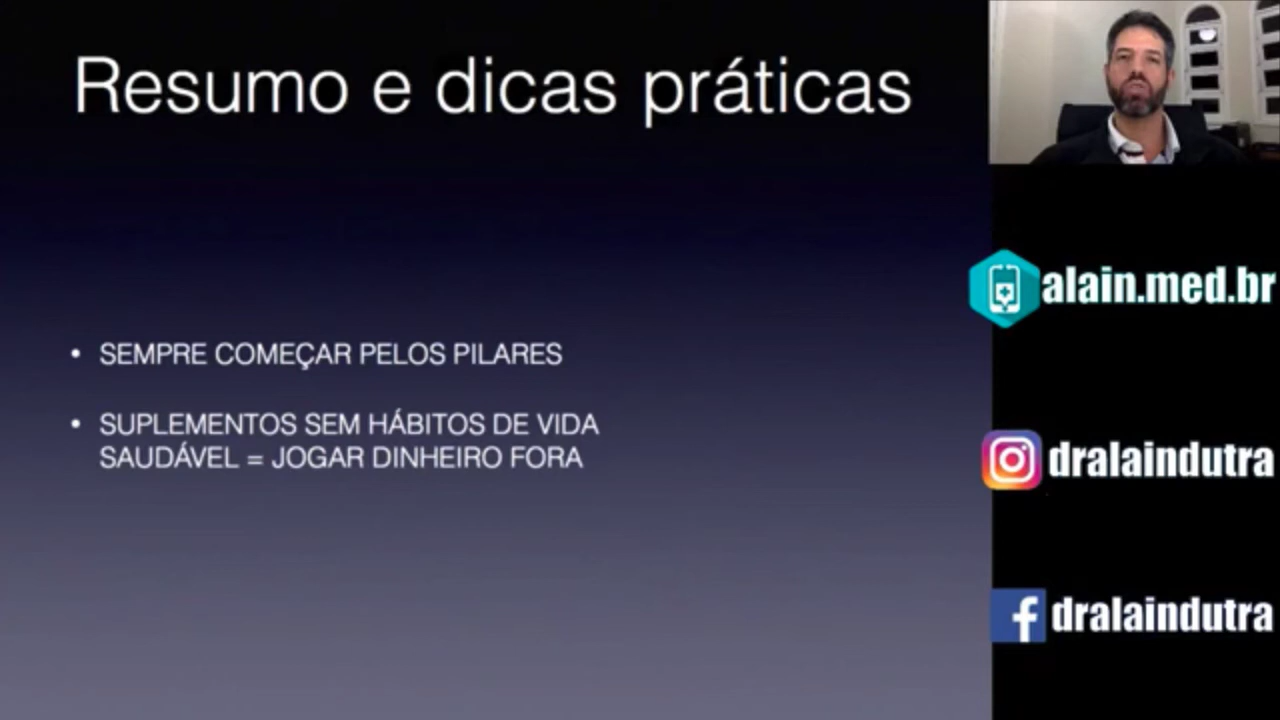 Resumo e dicas práticas
• SEMPRE COMEÇAR PELOS PILARES
• SUPLEMENTOS SEM HÁBITOS DE VIDA
SAUDÁVEL = JOGAR DINHEIRO FORA
alain.med.br
dralaindutra
dralaindutra